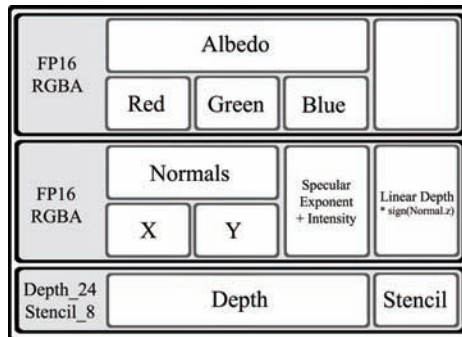 FP16
RGBA
Albedo
Red
Green
Blue
FP16
RGBA
Normals
X
Y
Specular
Exponent
+ Intensity
Linear Depth
* sign(Normal.z)
Depth_24
Stencil_8
Depth
Stencil